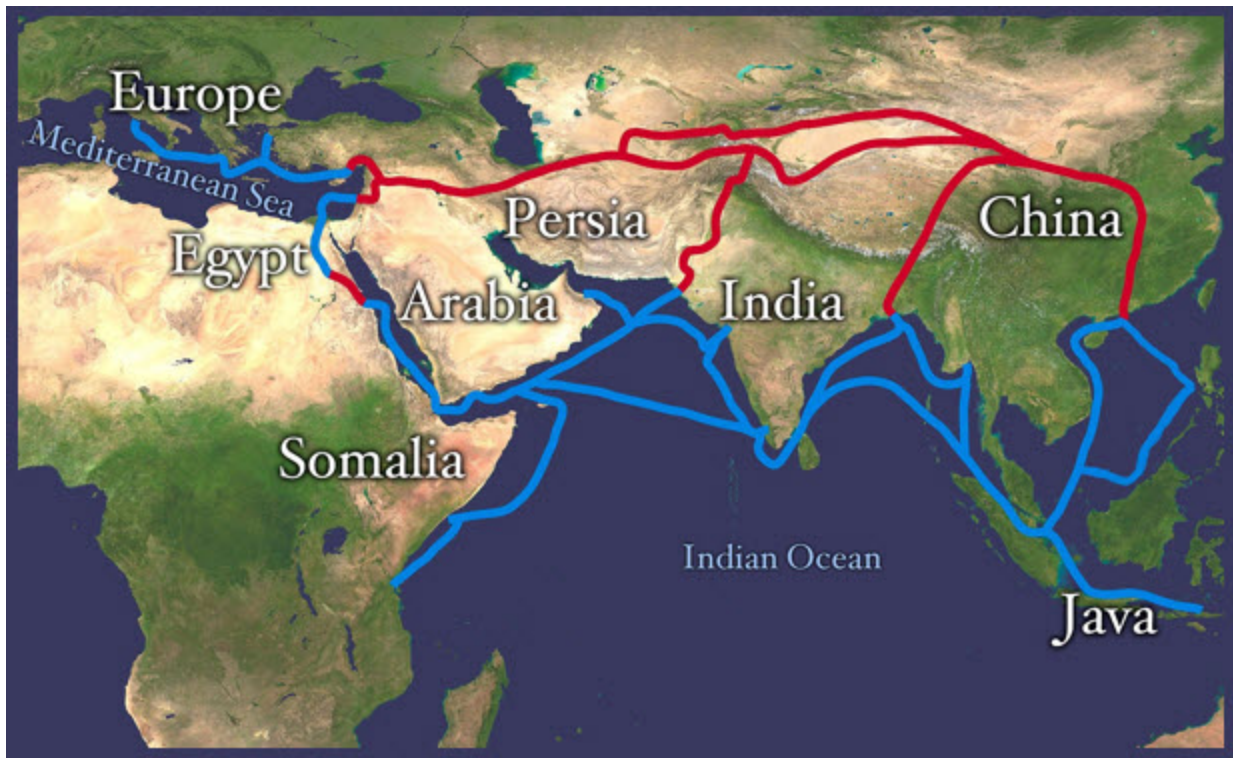 Europe
Mediterranean Sea
Egypt
Persia
China
Arabia
India
Somalia
Indian Ocean
Java